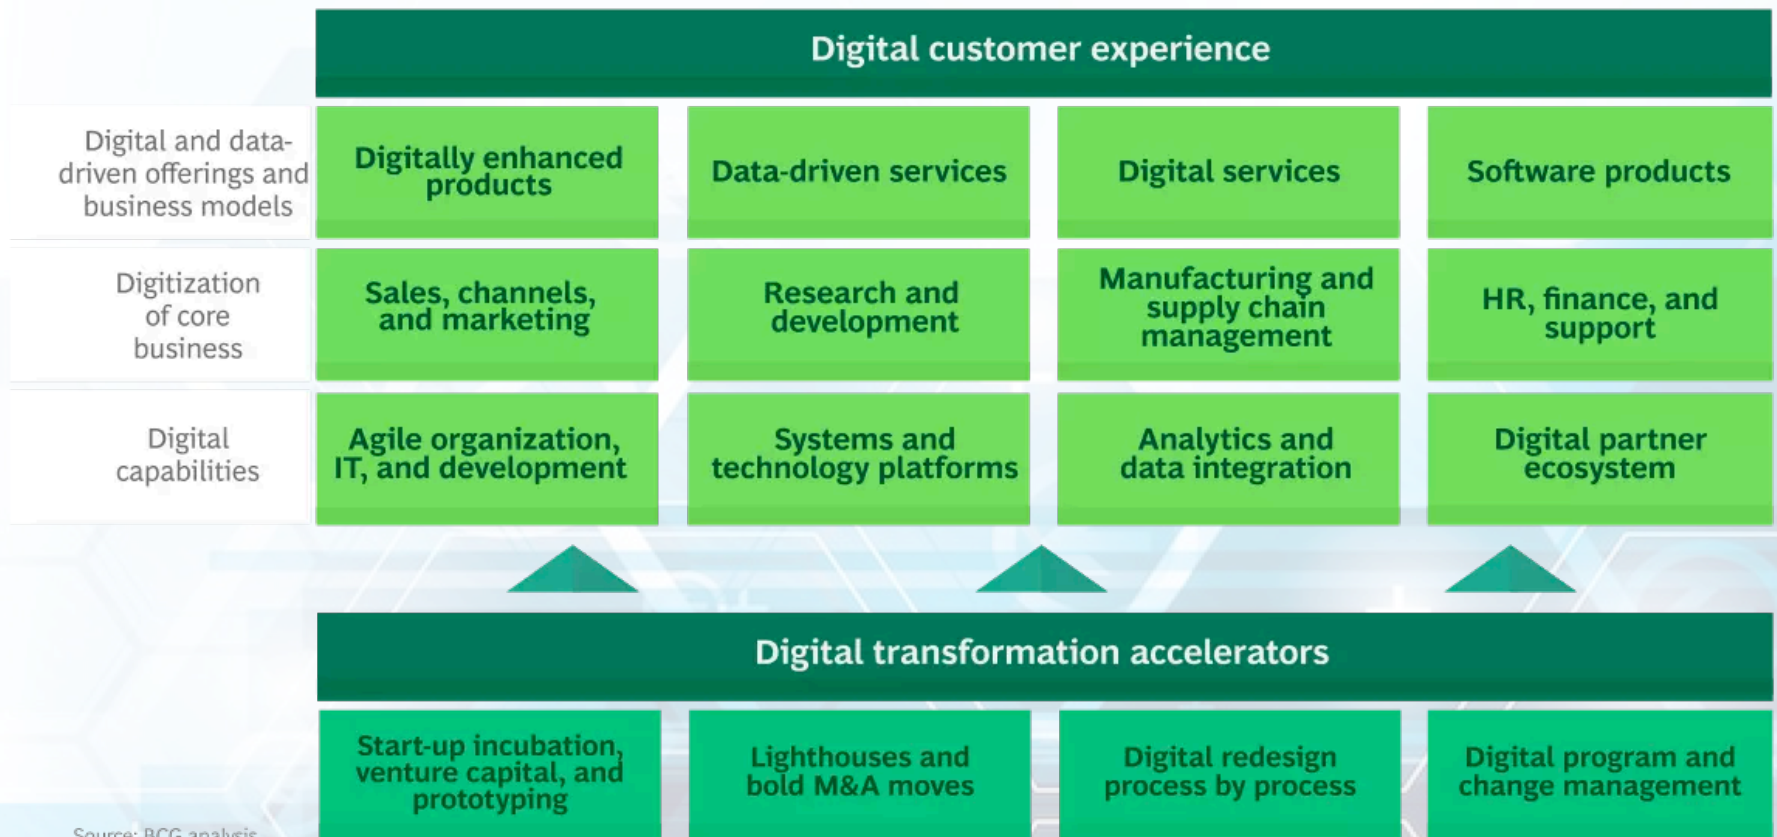 Digital customer experience
Digital and data-
driven offerings and
business models
Digitally enhanced
products
Data-driven services
Digital services
Software products
Digitization
of core
business
Sales, channels,
and marketing
Research and
development
Manufacturing and
supply chain
management
HR, finance, and
support
Digital
capabilities
Agile organization,
IT, and development
Systems and
technology platforms
Analytics and
data integration
Digital partner
ecosystem
Digital transformation accelerators
Start-up incubation,
venture capital, and
prototyping
Lighthouses and
bold M&A moves
Digital redesign
process by process
Digital program and
change management
Source: BCG analysis